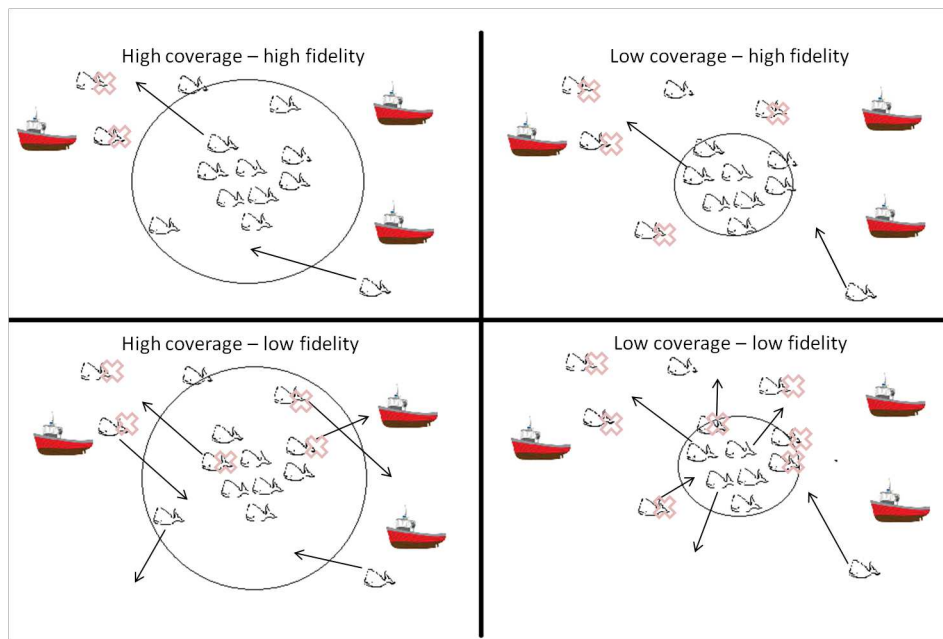 High coverage – high fidelity
Low coverage – high fidelity
High coverage – low fidelity
Low coverage – low fidelity